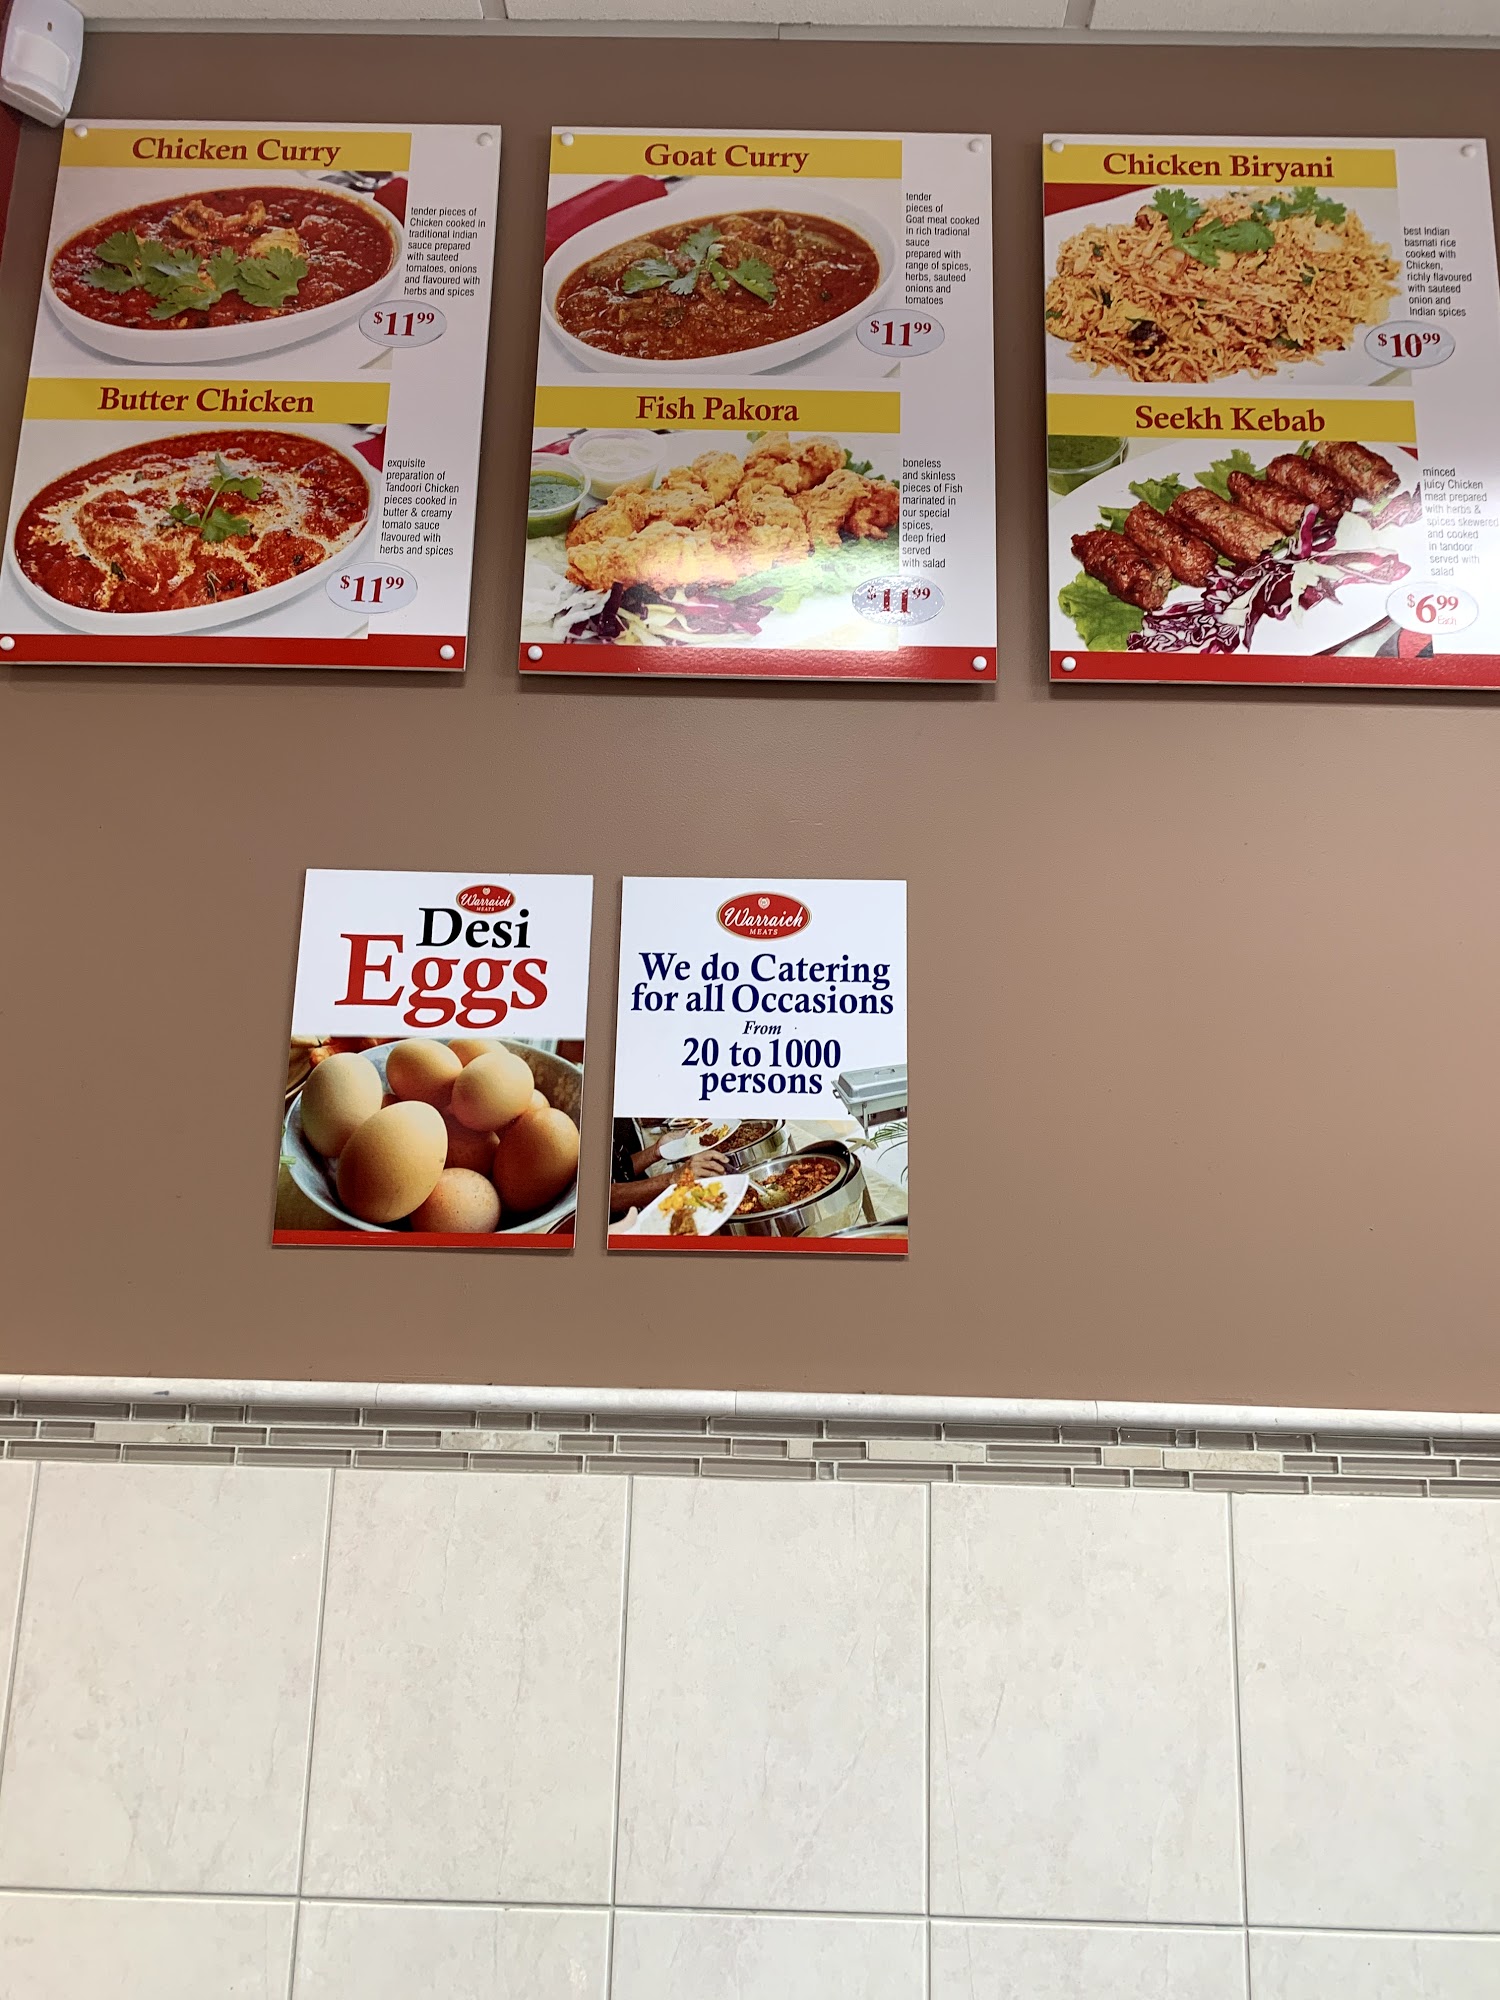 Chicken Curry
tender pieces of
Chicken cooked in
traditional Indian
sauce prepared
with sauteed
tomatoes, onions
and flavoured with
herbs and spices
$11.99
Butter Chicken
exquisite
preparation of
Tandoori Chicken
pieces cooked in
butter & creamy
tomato sauce
flavoured with
herbs and spices
$11.99
Goat Curry
tender
pieces of
Goat meat cooked
in rich tradional
sauce
prepared with
range of spices,
herbs, sauteed
onions and
tomatoes
$11.99
Fish Pakora
boneless
and skinless
pieces of Fish
marinated in
our special
spices,
deep fried
served
with salad
$11.99
Chicken Biryani
best Indian
basmati rice
cooked with
Chicken,
richly flavoured
with sauteed
onion and
Indian spices
$10.99
Seekh Kebab
minced
juicy Chicken
meat prepared
with herbs &
spices skewered
and cooked
in tandoor
served with
salad
$6.99
Each
Warraich
MEATS
Desi
Eggs
Warraich
MEATS
We do Catering
for all Occasions
From
20 to 1000
persons